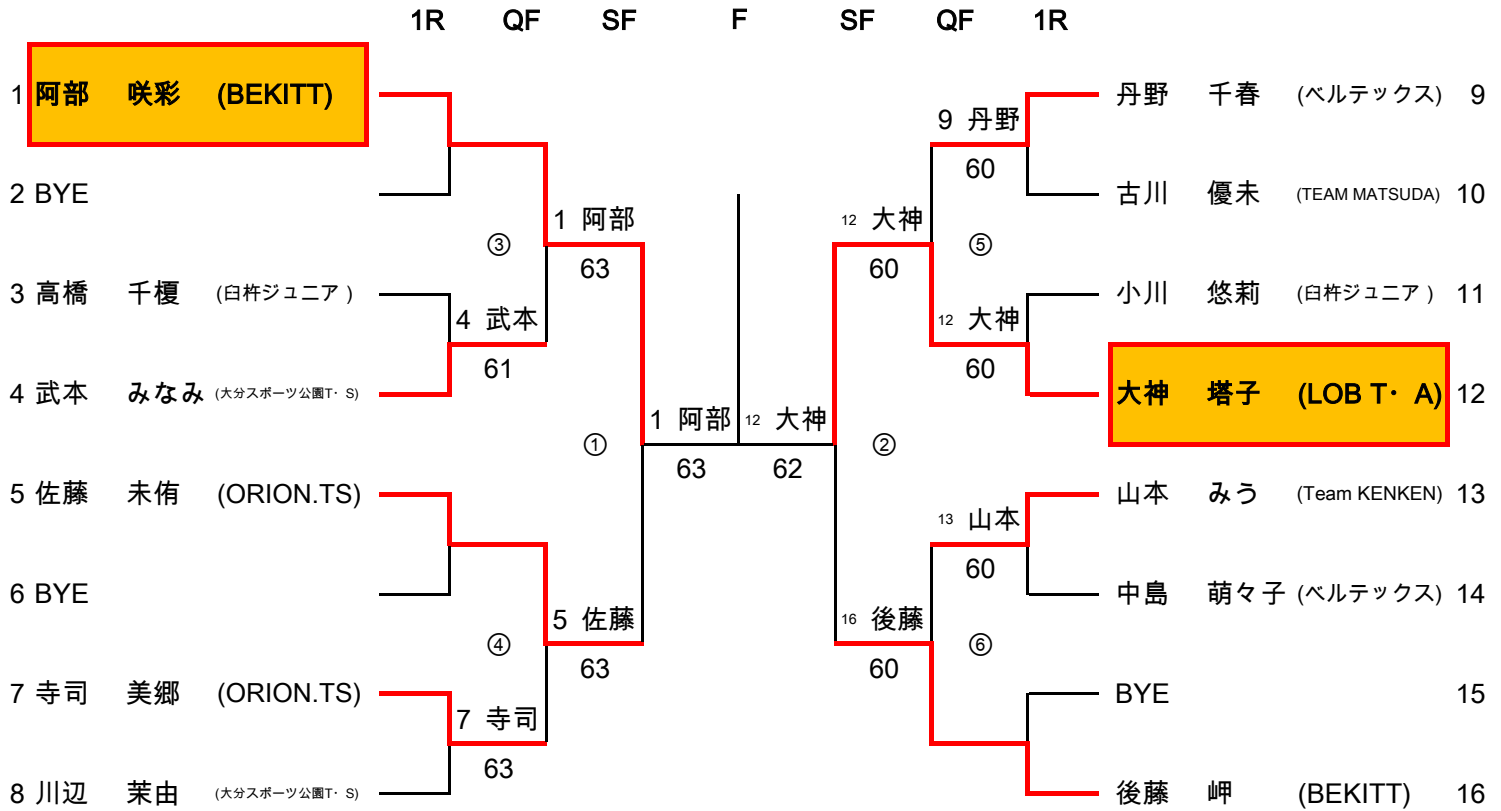 1R QF SF F SF QF 1R
1 阿部 咲彩 (BEKITT)
丹野 千春 (ベルテックス) 9
9 丹野
60
2 BYE
古川 優未 (TEAM MATSUDA) 10
1 阿部
12 大神
③
⑤
63
60
3 高橋 千榎 (臼杵ジュニア )
小川 悠莉 (臼杵ジュニア ) 11
4 武本
12 大神
61
60
4 武本 みなみ (大分スポーツ公園T・S)
大神 塔子 (LOB T・ A) 12
1 阿部
12 大神
①
②
63
62
5 佐藤 未侑 (ORION.TS)
山本 みう (Team KENKEN) 13
13 山本
60
6 BYE
中島 萌々子 (ベルテックス) 14
5 佐藤
16 後藤
④
⑥
63
60
7 寺司 美郷 (ORION.TS)
BYE 15
7 寺司
63
8 川辺 茉由 (大分スポーツ公園T・S)
後藤 岬 (BEKITT) 16